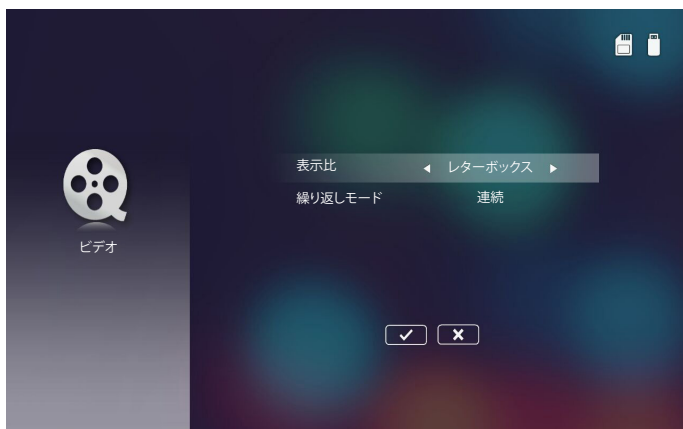 表示比 レターボックス
繰り返しモード 連続
ビデオ